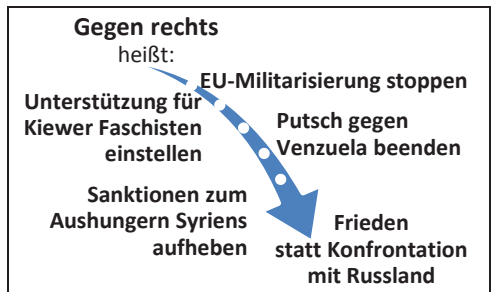 Gegen rechts
heißt:
EU-Militarisierung stoppen
Unterstützung für
Kiewer Faschisten
einstellen
Putsch gegen
Venezuela beenden
Sanktionen zum
Aushungern Syriens
aufheben
Frieden
statt Konfrontation
mit Russland